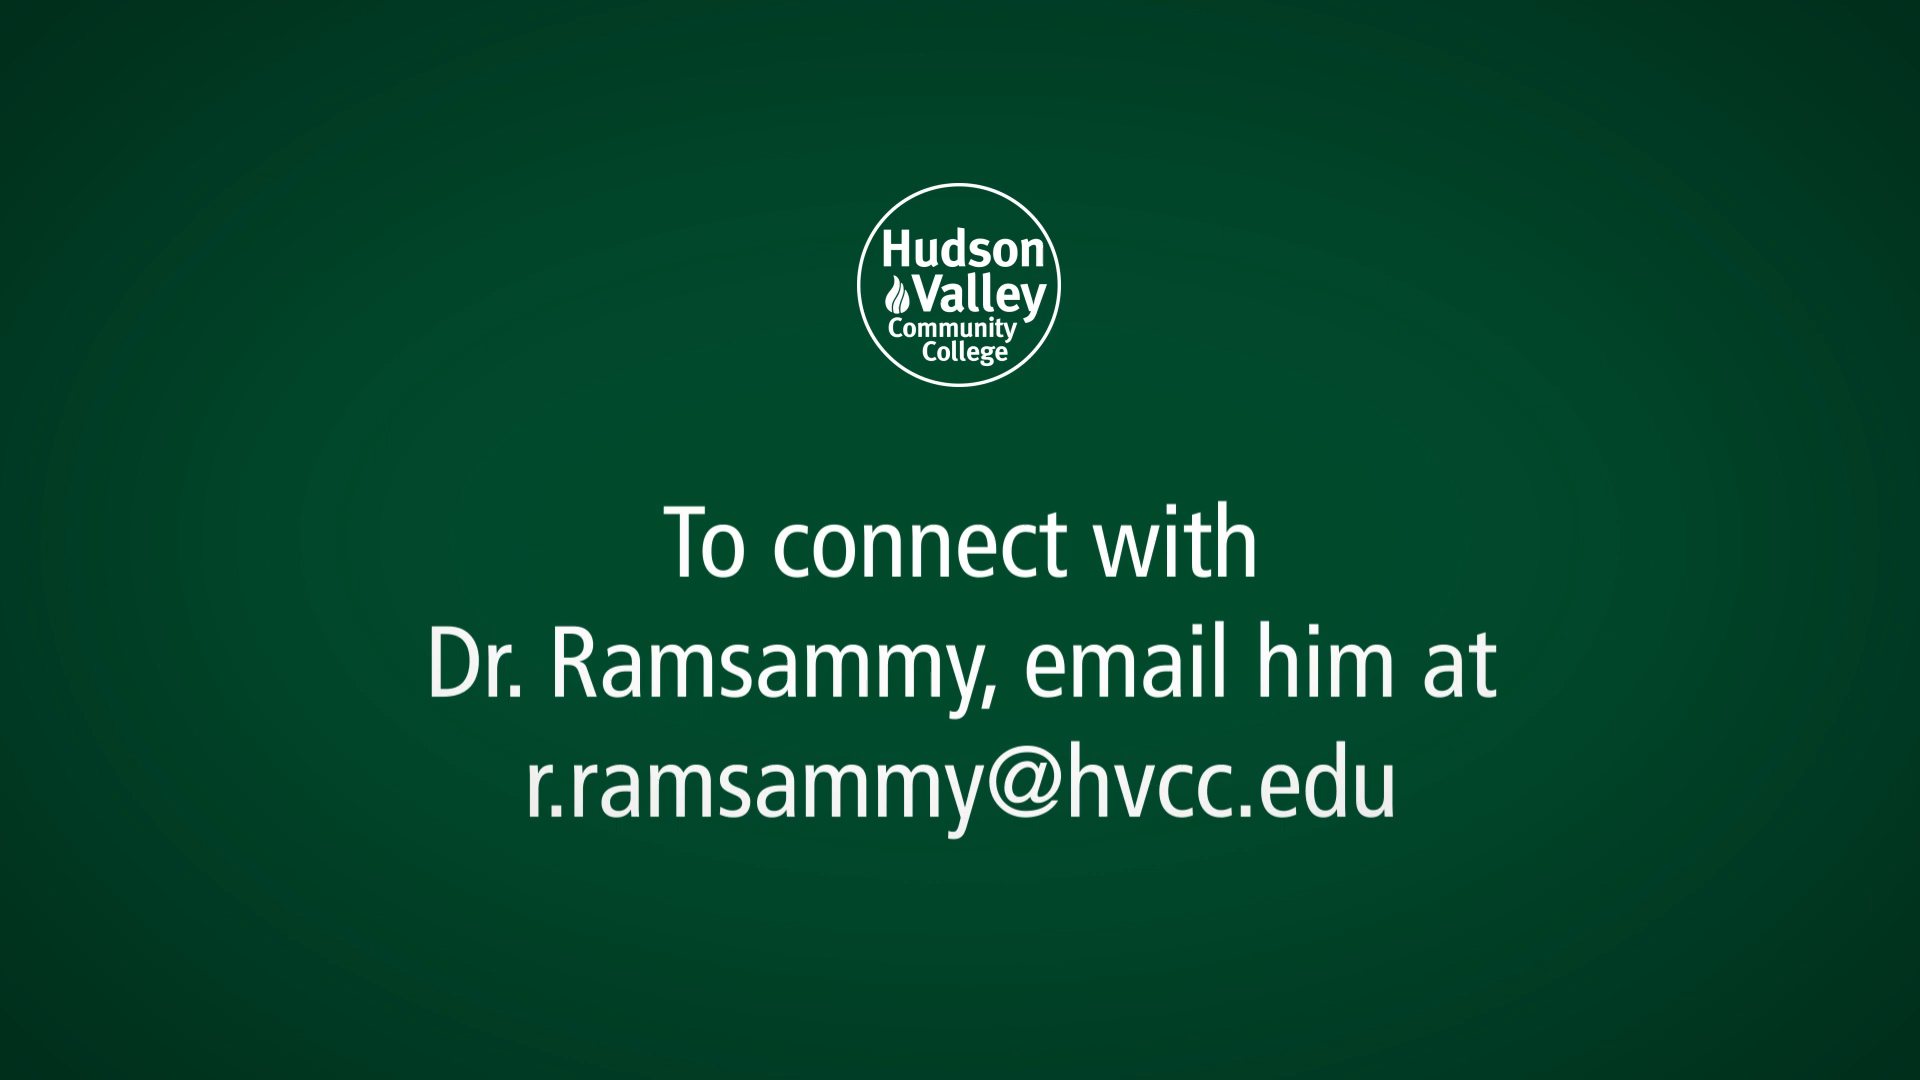 Hudson
Valley
Community
College
To connect with
Dr. Ramsammy, email him at
r.ramsammy@hvcc.edu